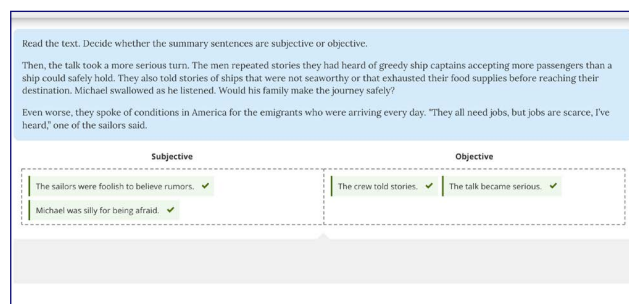 Read the text. Decide whether the summary sentences are subjective or objective.
Then, the talk took a more serious turn. The men repeated stories they had heard of greedy ship captains accepting more passengers than a
ship could safely hold. They also told stories of ships that were not seaworthy or that exhausted their food supplies before reaching their
destination. Michael swallowed as he listened. Would his family make the journey safely?
Even worse, they spoke of conditions in America for the emigrants who were arriving every day. "They all need jobs, but jobs are scarce, I've
heard," one of the sailors said.
Subjective Objective
The sailors were foolish to believe rumors. The crew told stories. The talk became serious.
Michael was silly for being afraid.